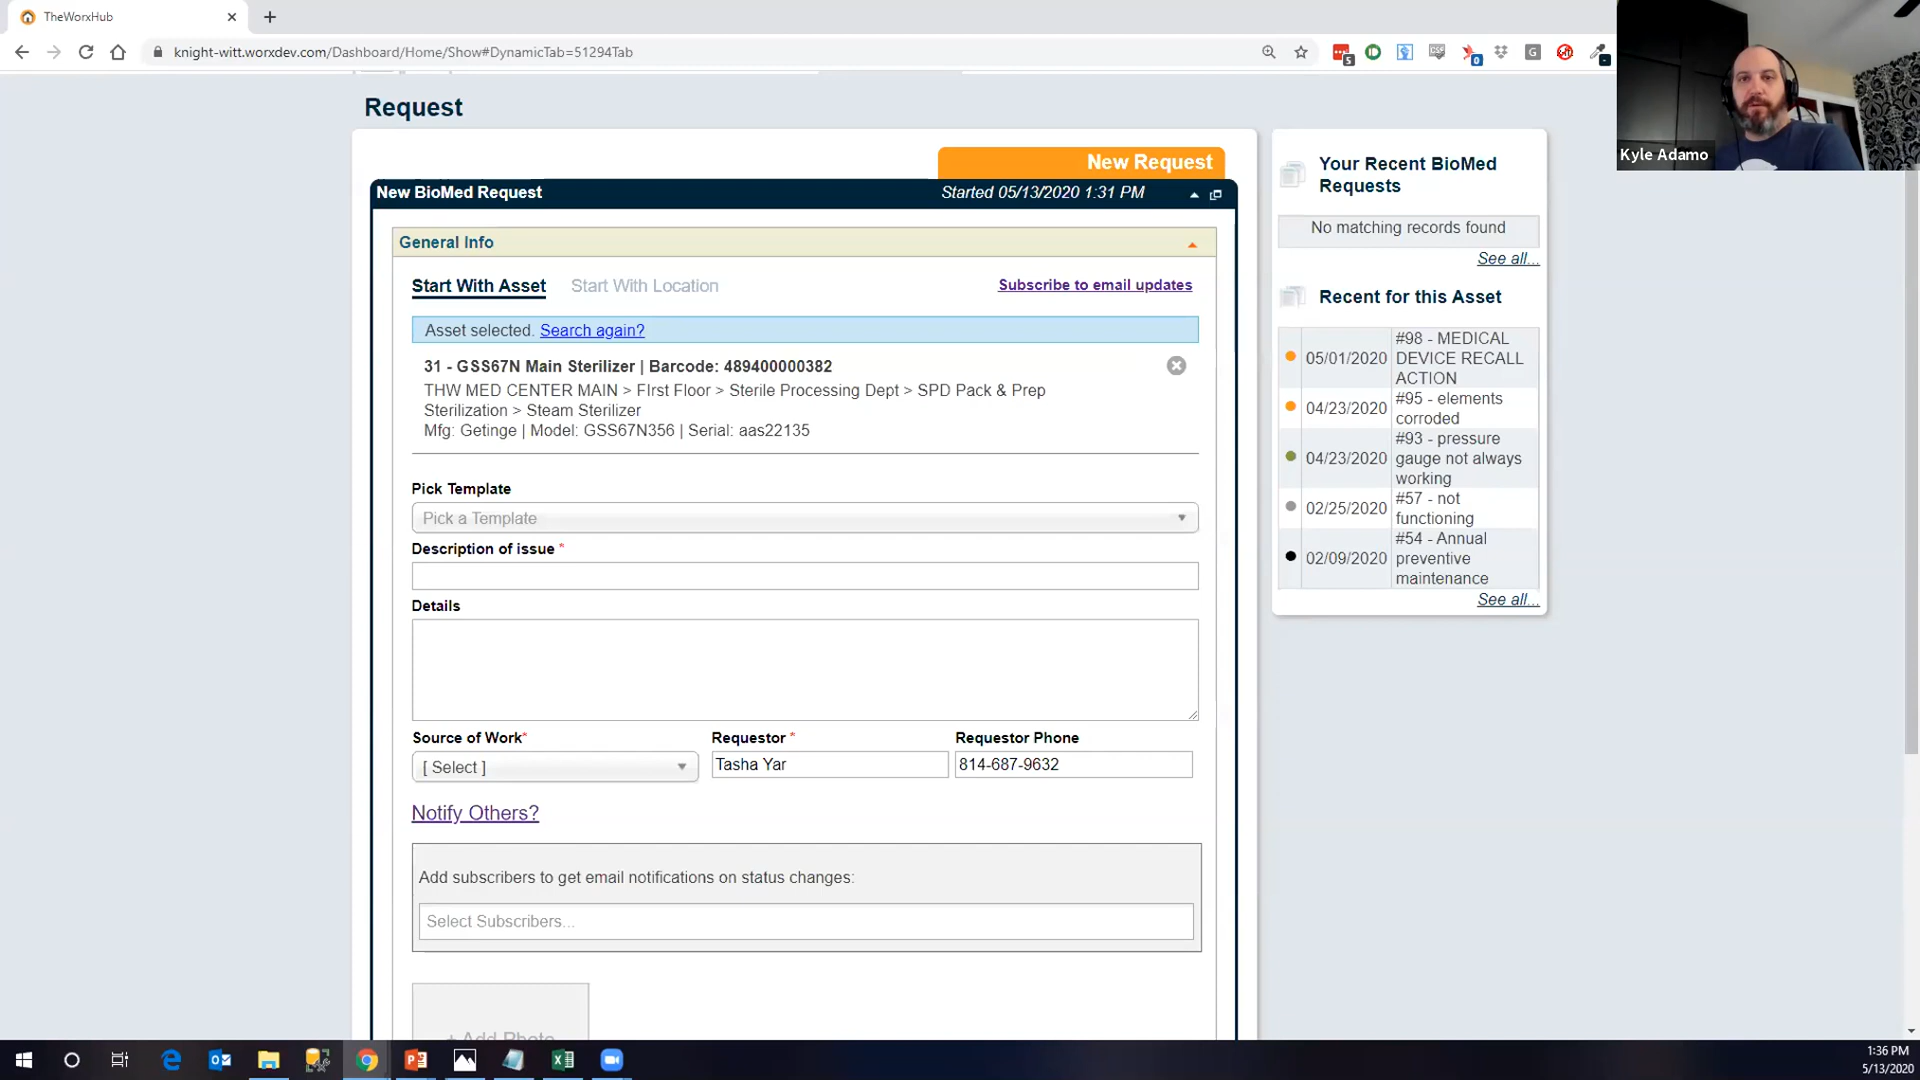 TheWorxHub
knight-witt.worxdev.com/Dashboard/Home/Show#DynamicTab=51294Tab
Kyle Adamo
Request
New Request
New BioMed Request
Started 05/13/2020 1:31 PM
General Info
Start With Asset
Start With Location
Subscribe to email updates
Asset selected. Search again?
31 - GSS67N Main Sterilizer | Barcode: 489400000382
THW MED CENTER MAIN > FIrst Floor > Sterile Processing Dept > SPD Pack & Prep
Sterilization > Steam Sterilizer
Mfg: Getinge | Model: GSS67N356 | Serial: aas22135
Pick Template
Pick a Template
Description of issue *
Details
Source of Work*
Requestor *
Requestor Phone
[ Select ]
Tasha Yar
814-687-9632
Notify Others?
Add subscribers to get email notifications on status changes:
Select Subscribers...
+ Add Photo
Your Recent BioMed
Requests
No matching records found
See all...
Recent for this Asset
05/01/2020
#98 - MEDICAL
DEVICE RECALL
ACTION
04/23/2020
#95 - elements
corroded
04/23/2020
#93 - pressure
gauge not always
working
02/25/2020
#57 - not
functioning
02/09/2020
#54 - Annual
preventive
maintenance
See all...
1:36 PM
5/13/2020